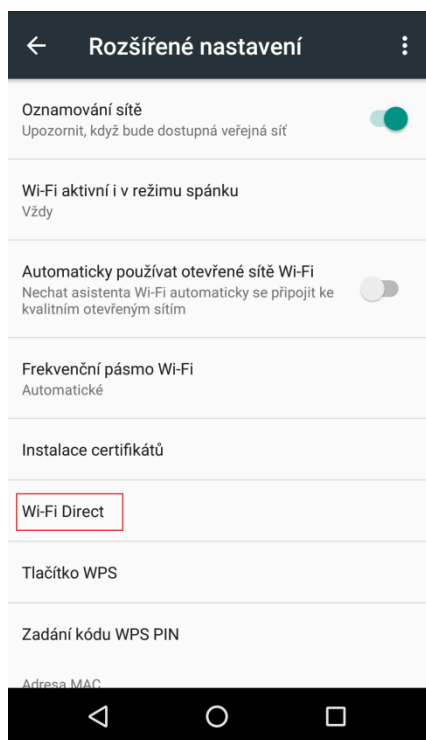 Rozšířené nastavení
Oznamování sítě
Upozornit, když bude dostupná veřejná síť
Wi-Fi aktivní i v režimu spánku
Vždy
Automaticky používat otevřené sítě Wi-Fi
Nechat asistenta Wi-Fi automaticky se připojit ke
kvalitním otevřeným sítím
Frekvenční pásmo Wi-Fi
Automatické
Instalace certifikátů
Wi-Fi Direct
Tlačítko WPS
Zadání kódu WPS PIN
Adresa MAC